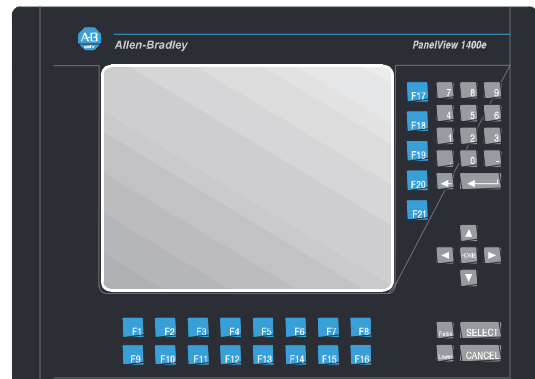 A·B
Allen-Bradley
PanelView 1400e
F17 7 8 9
F18 4 5 6
1 2 3
F19 . 0 -
F20
F21
HOME
F1 F2 F3 F4 F5 F6 F7 F8
SELECT
F9 F10 F11 F12 F13 F14 F15 F16
Lower CANCEL